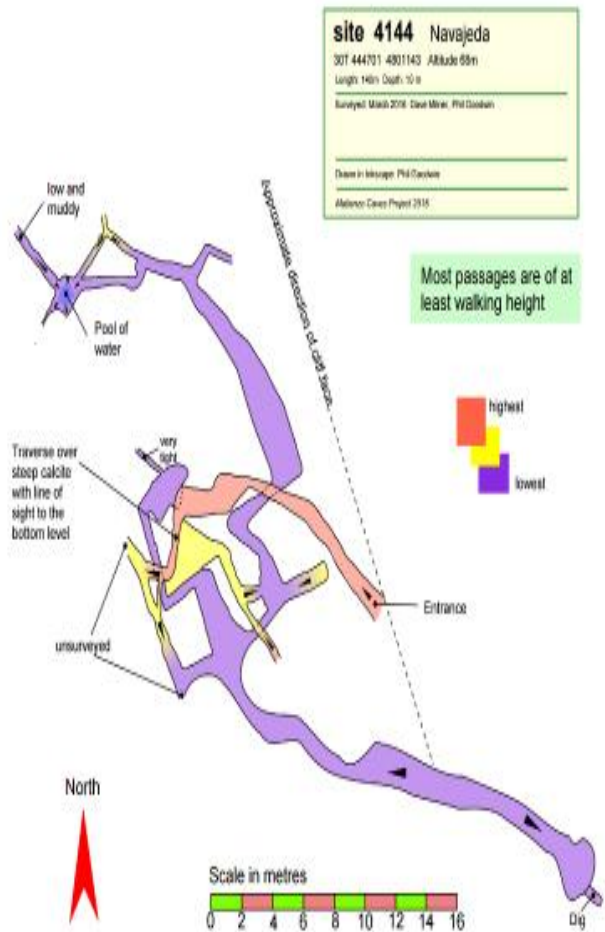 site 4144 Navajeda
30T 444701 4801143 Altitude 68m
Length: 140m Depth: 10 m
Surveyed: March 2016 Dave Milner, Phil Goodwin
Drawn in Inkscape: Phil Goodwin
Matienzo Caves Project 2016
Most passages are of at
least walking height
highest
lowest
low and
muddy
Pool of
water
Approximate direction of cliff face
very
tight
Traverse over
steep calcite
with line of
sight to the
bottom level
Entrance
unsurveyed
North
Scale in metres
0 2 4 6 8 10 12 14 16
Dig